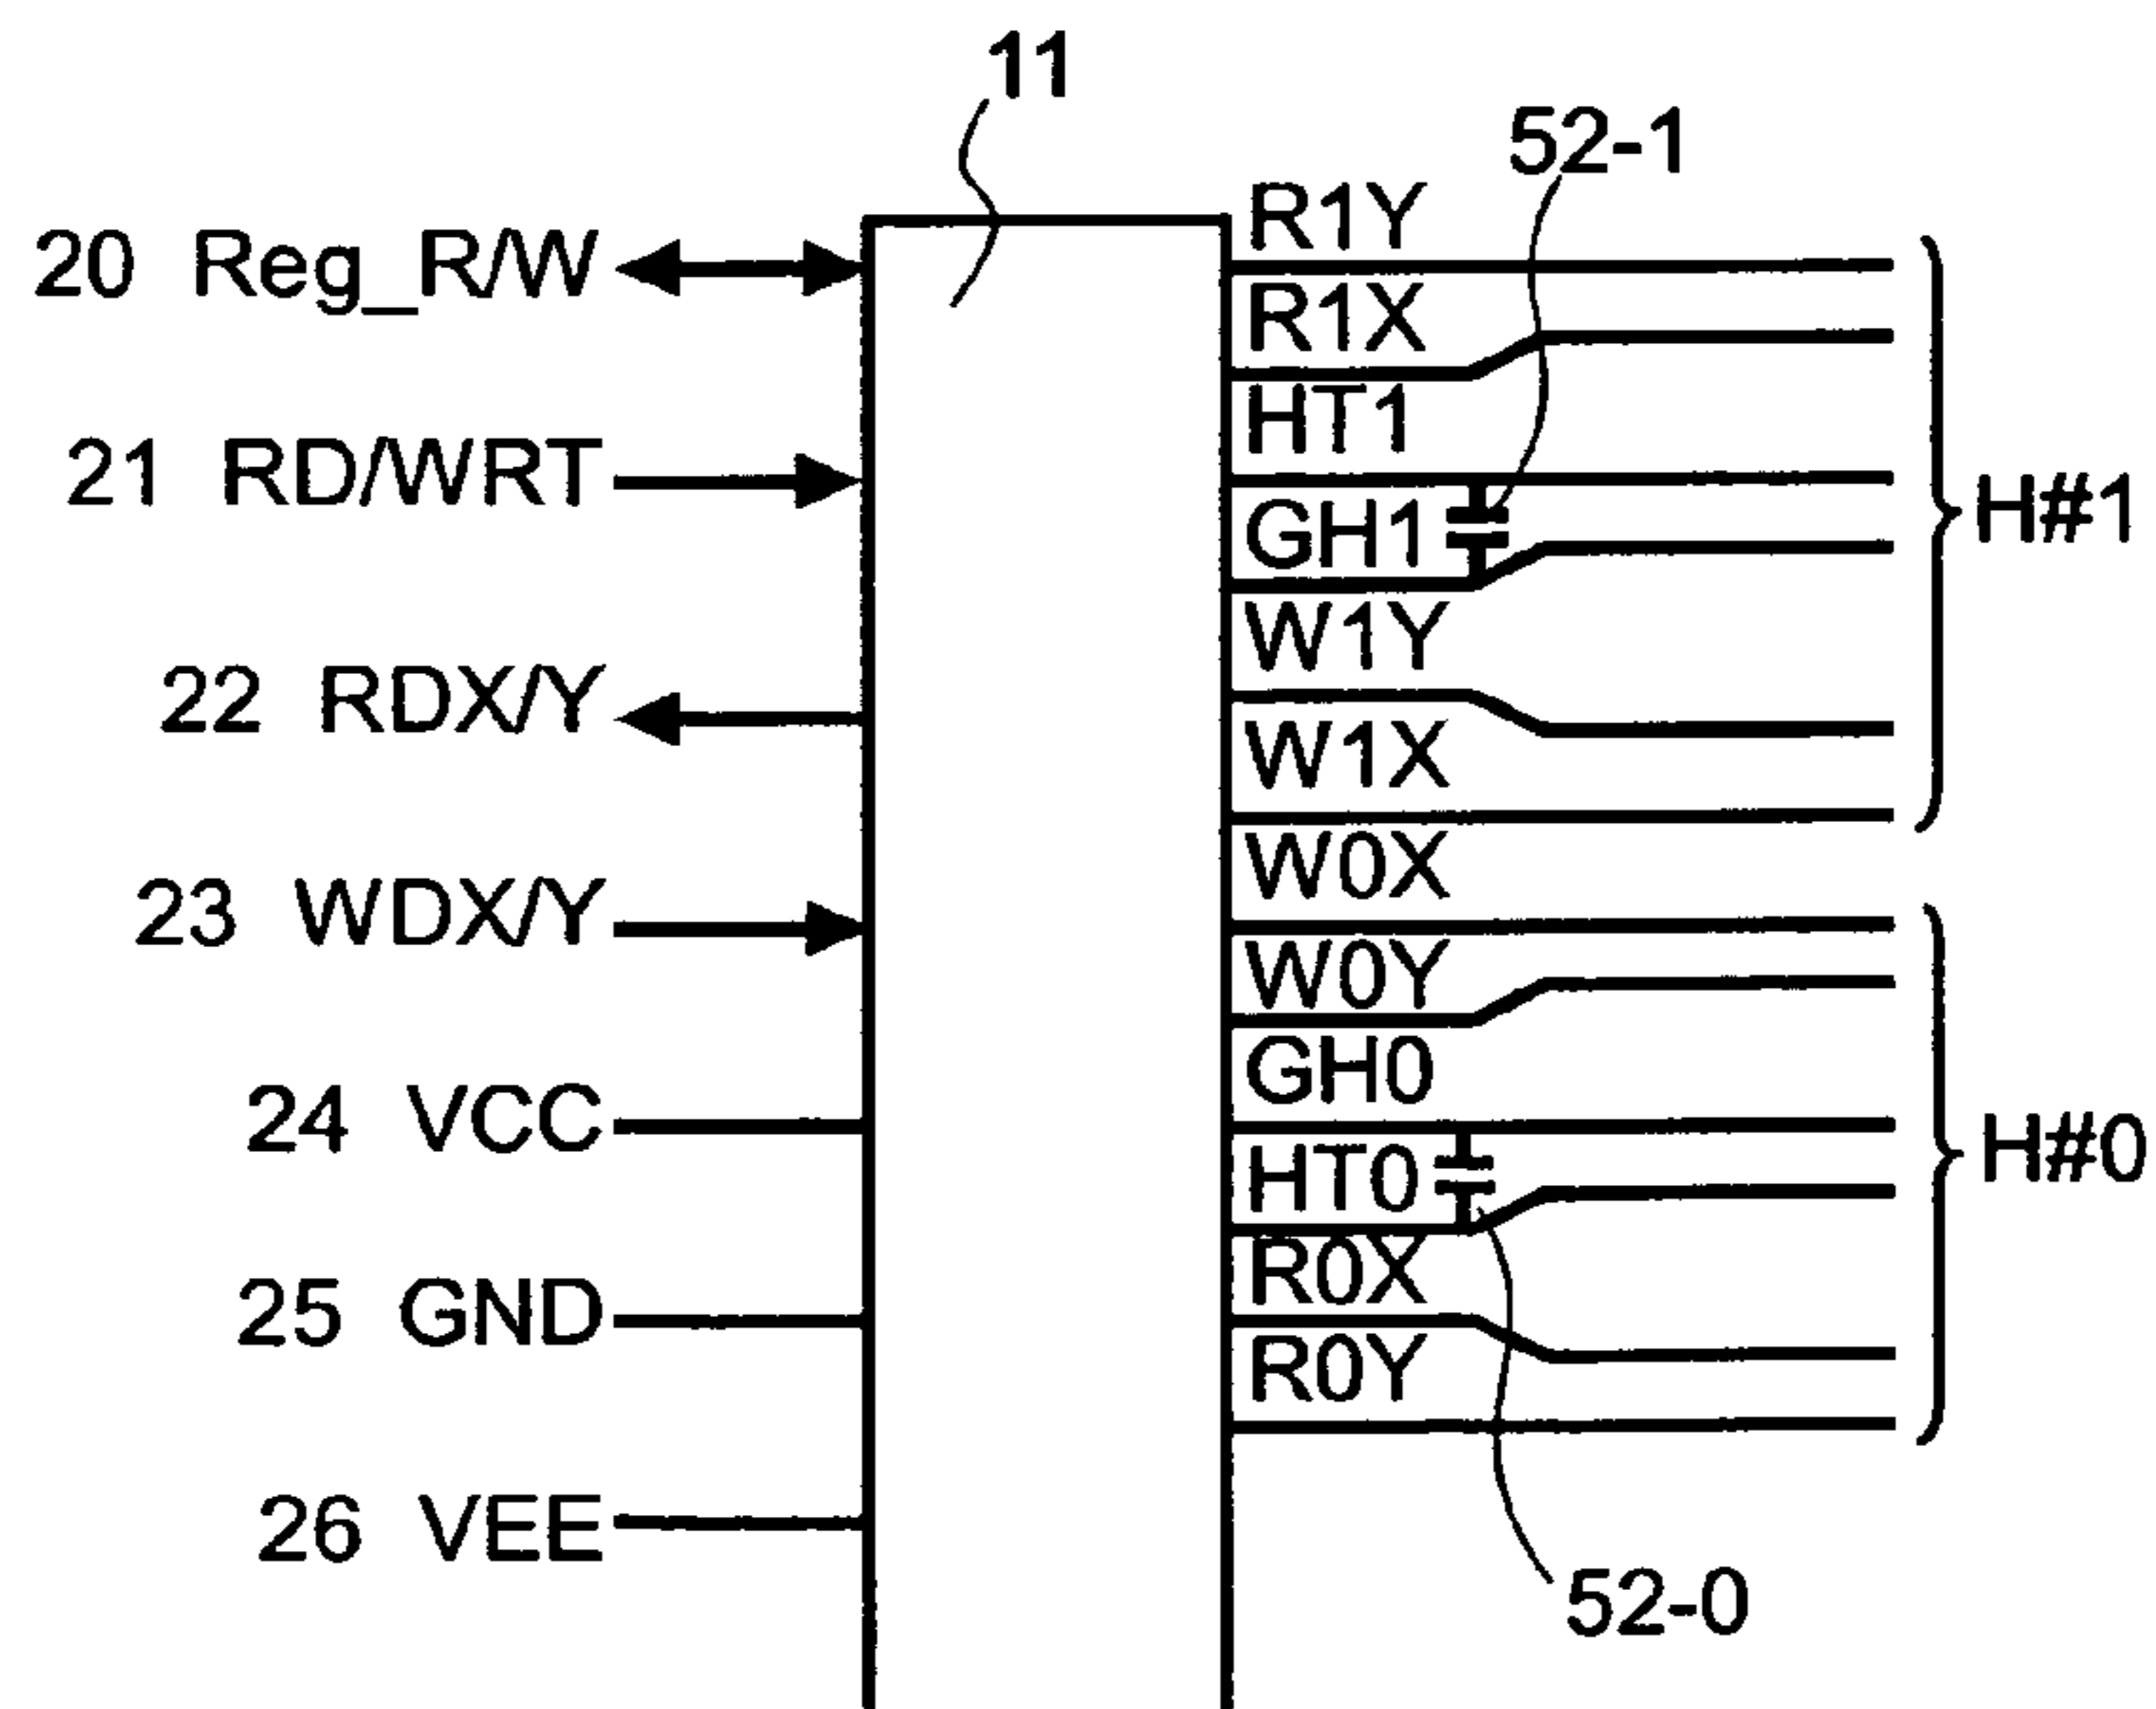 11
52-1
20 Reg_R/W
21 RD/WRT
22 RDX/Y
23 WDX/Y
24 VCC
25 GND
26 VEE
R1Y
R1X
HT1
GH1
W1Y
W1X
W0X
W0Y
GH0
HT0
R0X
R0Y
H#1
H#0
52-0